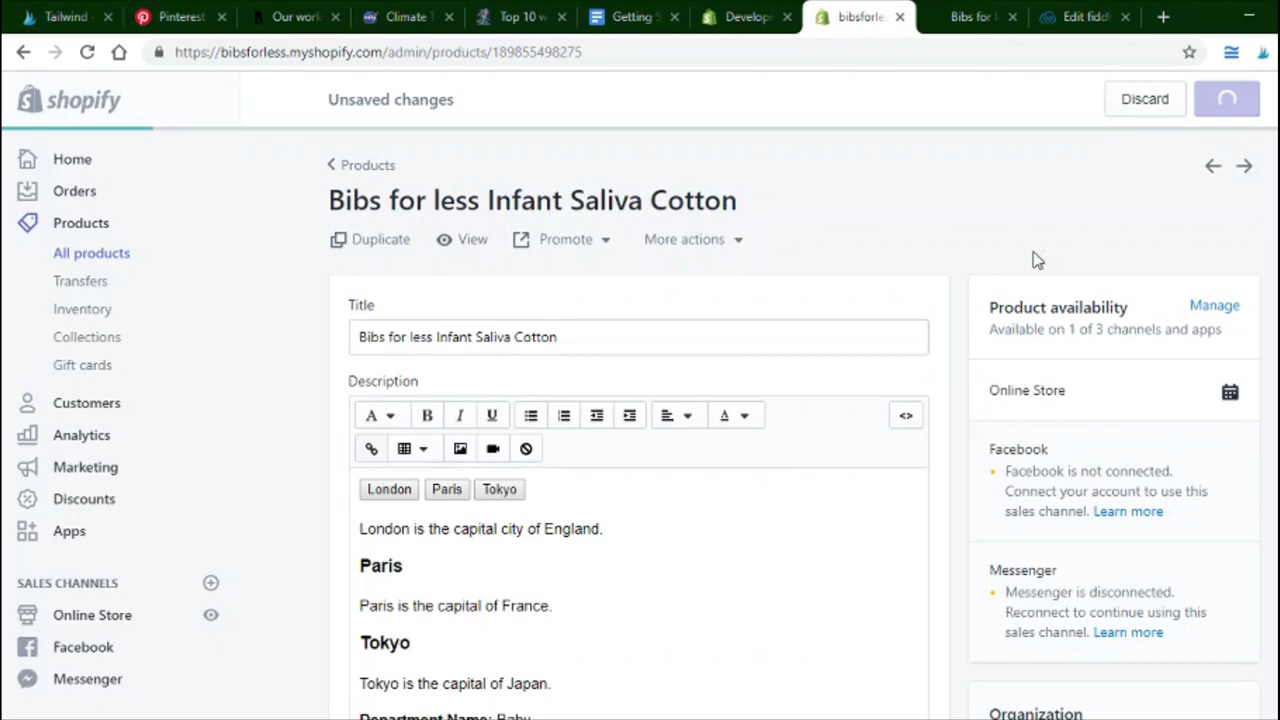 Tailwind -
Pinterest
Our work
Climate
Top 10 w
Getting S
Develop
bibsforle
Bibs for
Edit fiddl
https://bibsforless.myshopify.com/admin/products/189855498275
shopify
Unsaved changes
Discard
Home
Orders
Products
All products
Transfers
Inventory
Collections
Gift cards
Customers
Analytics
Marketing
Discounts
Apps
SALES CHANNELS
Online Store
Facebook
Messenger
Products
Bibs for less Infant Saliva Cotton
Duplicate
View
Promote
More actions
Title
Bibs for less Infant Saliva Cotton
Description
A B I U A <>
London Paris Tokyo
London is the capital city of England.
Paris
Paris is the capital of France.
Tokyo
Tokyo is the capital of Japan.
Department Name: Baby
Product availability
Manage
Available on 1 of 3 channels and apps
Online Store
Facebook
Facebook is not connected.
Connect your account to use this
sales channel. Learn more
Messenger
Messenger is disconnected.
Reconnect to continue using this
sales channel. Learn more
Organization